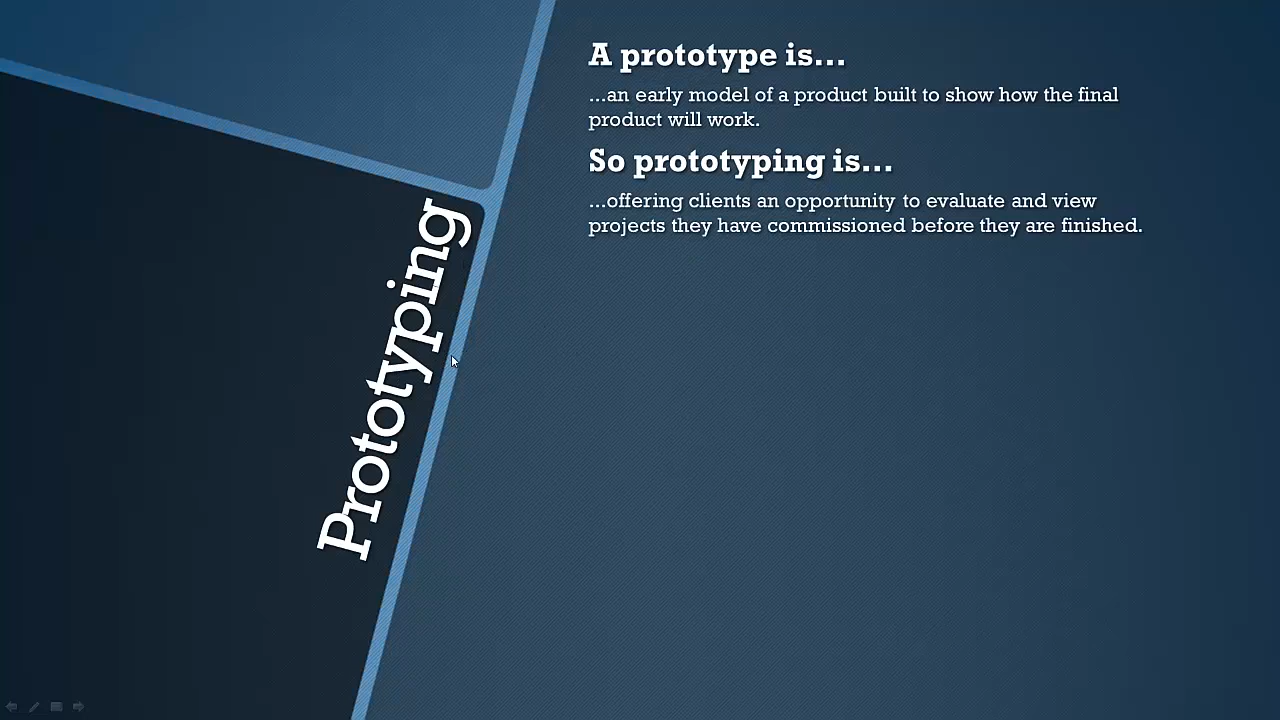 Prototyping
A prototype is...
...an early model of a product built to show how the final
product will work.
So prototyping is...
...offering clients an opportunity to evaluate and view
projects they have commissioned before they are finished.